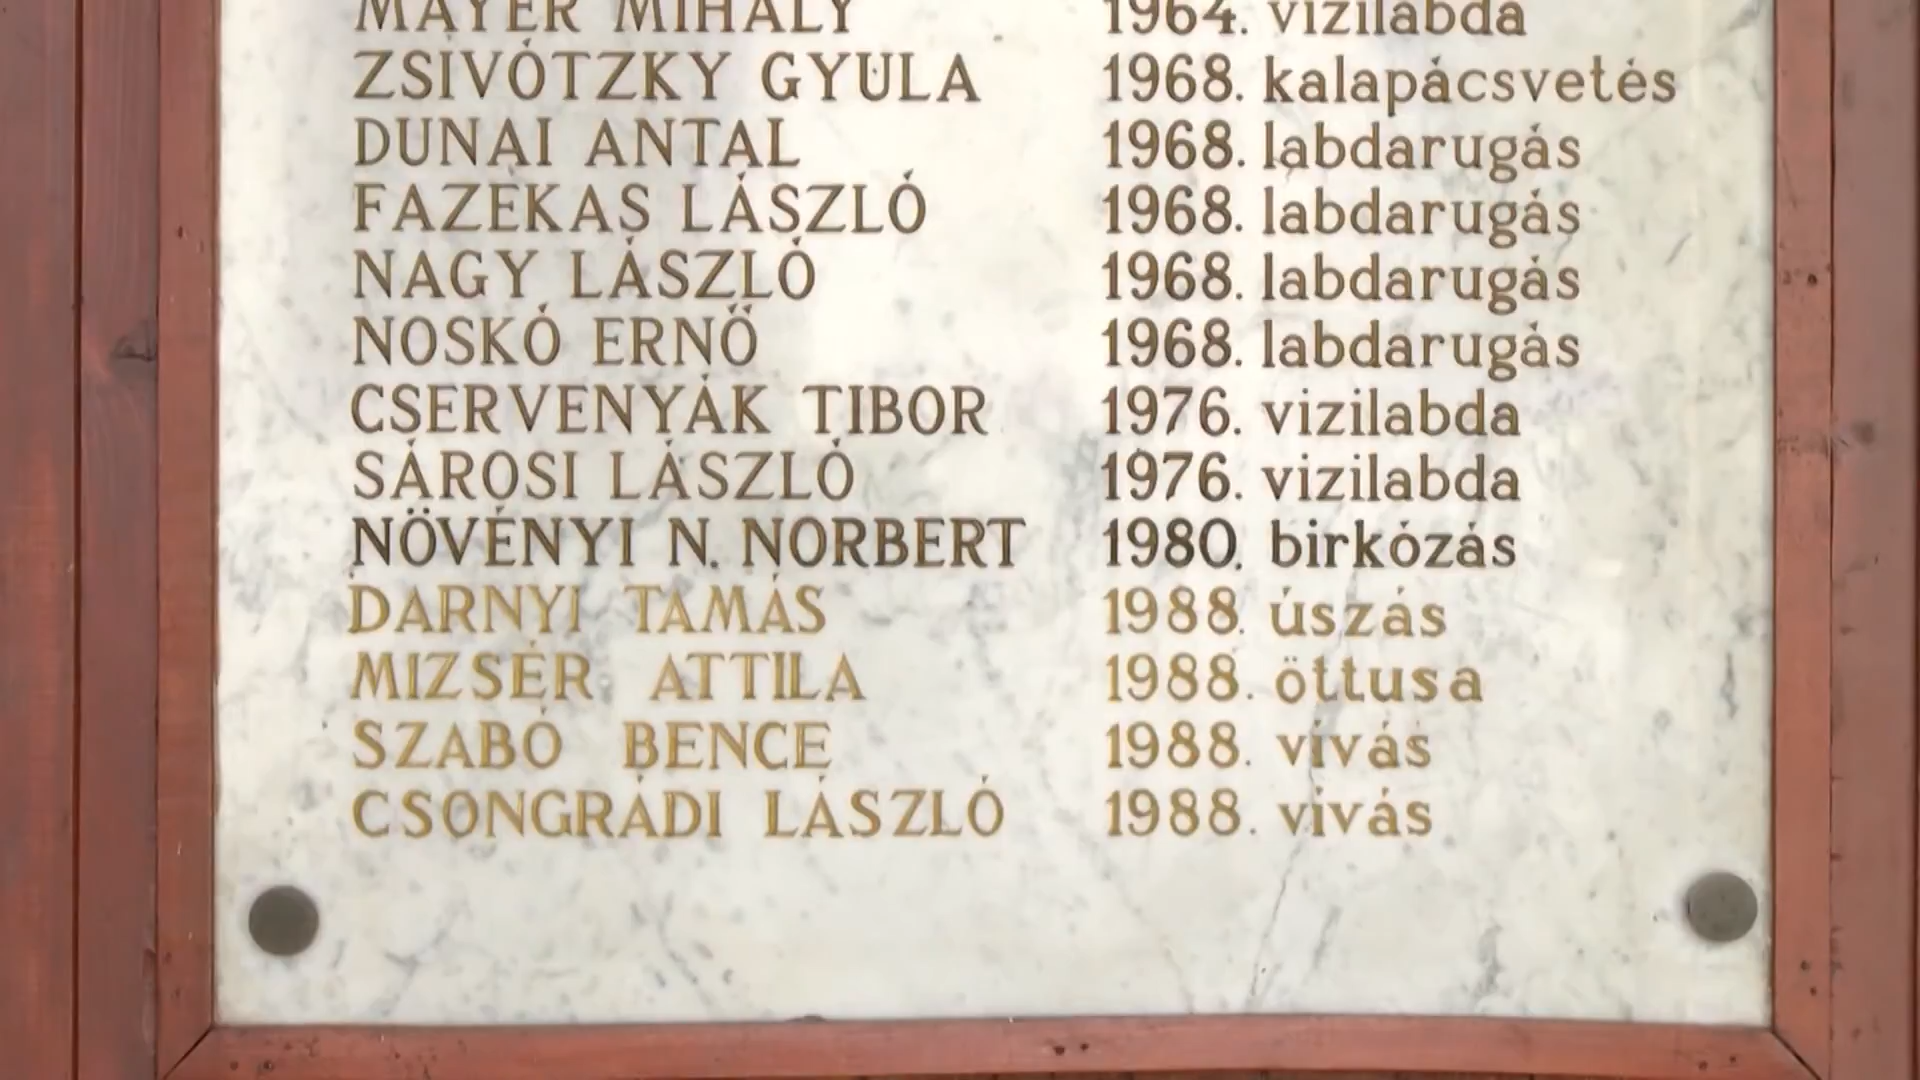 MAYER MIHÁLY 1964. vizilabda
ZSIVÓTZKY GYULA 1968. kalapácsvetés
DUNAI ANTAL 1968. labdarugás
FAZEKAS LÁSZLÓ 1968. labdarugás
NAGY LÁSZLÓ 1968. labdarugás
NOSKÓ ERNŐ 1968. labdarugás
CSERVENYÁK TIBOR 1976. vizilabda
SÁROSI LÁSZLÓ 1976. vizilabda
NÖVÉNYI N. NORBERT 1980. birkózás
DARNYI TAMÁS 1988. úszás
MIZSÉR ATTILA 1988. öttusa
SZABÓ BENCE 1988. vívás
CSONGRÁDI LÁSZLÓ 1988. vívás